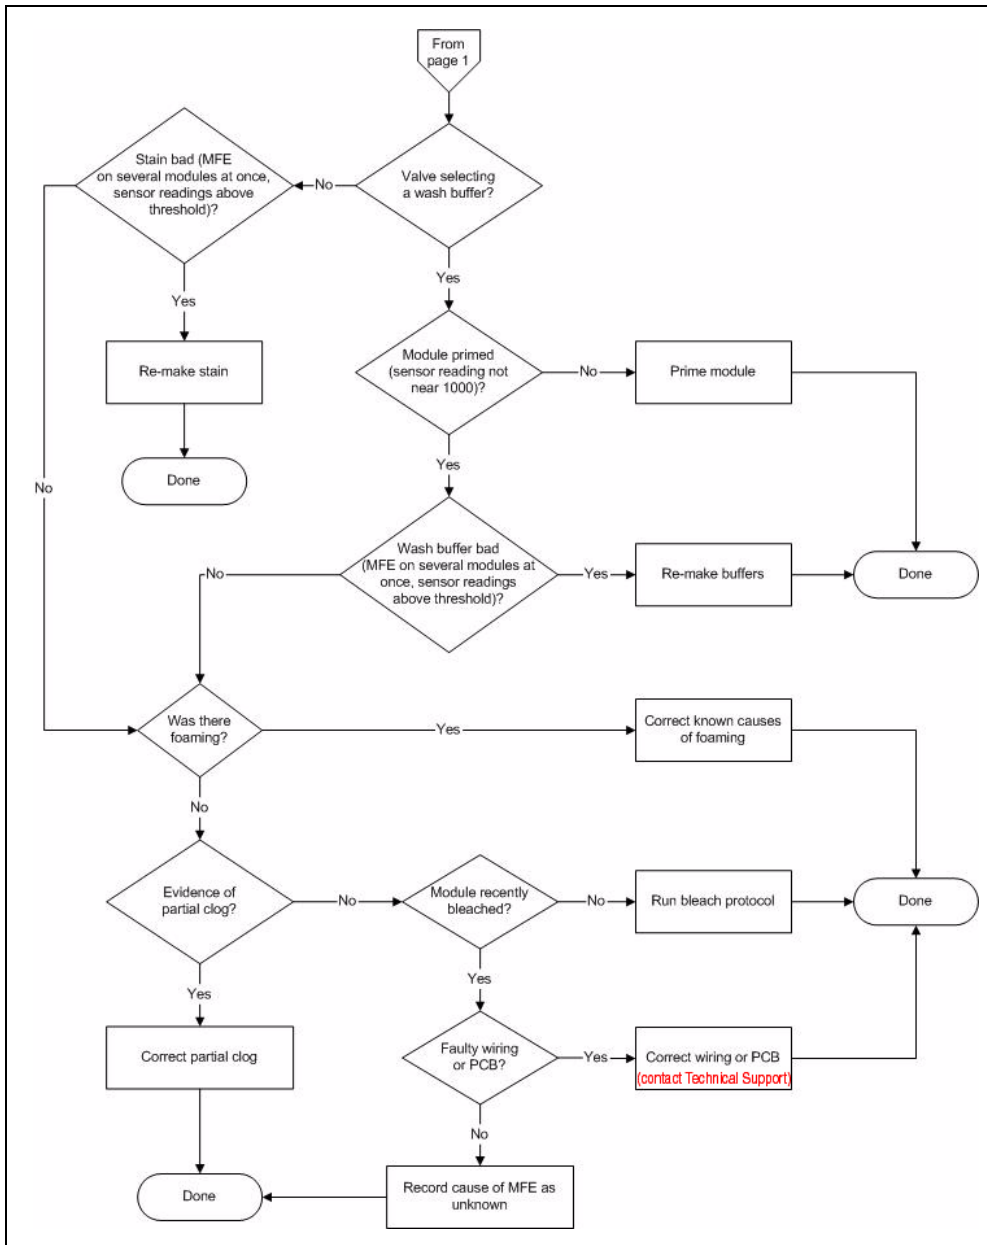 From
page 1
Stain bad (MFE
on several modules at once,
sensor readings above
threshold)?
No
Valve selecting
a wash buffer?
Yes
Yes
Re-make stain
Module primed
(sensor reading not
near 1000)?
No
Prime module
Done
No
Yes
Wash buffer bad
(MFE on several modules at
once, sensor readings
above threshold)?
No
Yes
Re-make buffers
Done
Was there
foaming?
Yes
Correct known causes
of foaming
No
Evidence of
partial clog?
No
Module recently
bleached?
No
Run bleach protocol
Done
Yes
Yes
Correct partial clog
Faulty wiring
or PCB?
Yes
Correct wiring or PCB
(contact Technical Support)
No
Done
Record cause of MFE as
unknown